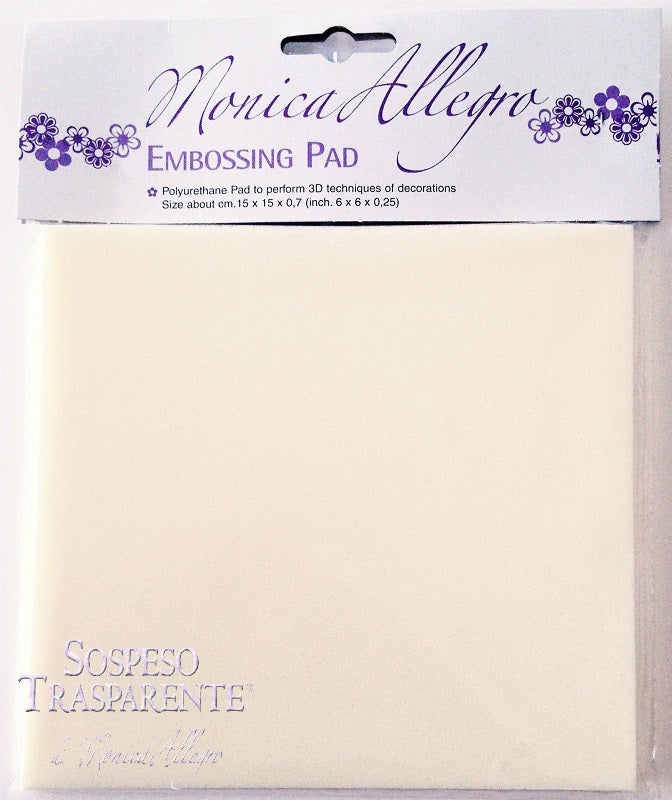 Monica Allegro
EMBOSSING PAD
Polyurethane Pad to perform 3D techniques of decorations
Size about cm.15 x 15 x 0,7 (inch. 6 x 6 x 0,25)
SOSPESO
TRASPARENTE
di Monica Allegro